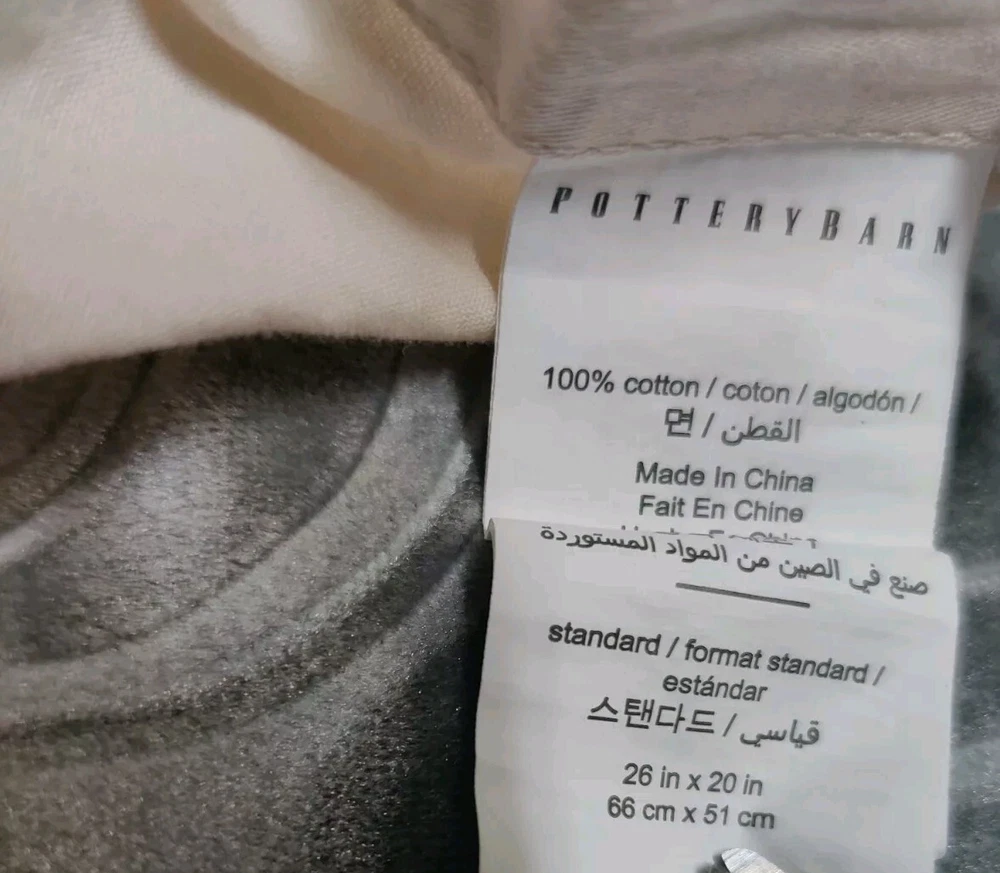 POTTERYBARN
100% cotton / coton / algodón /
면 / القطن
Made In China
Fait En Chine
صنع في الصين من المواد المستوردة
standard / format standard /
estándar
스탠다드 / قياسي
26 in x 20 in
66 cm x 51 cm